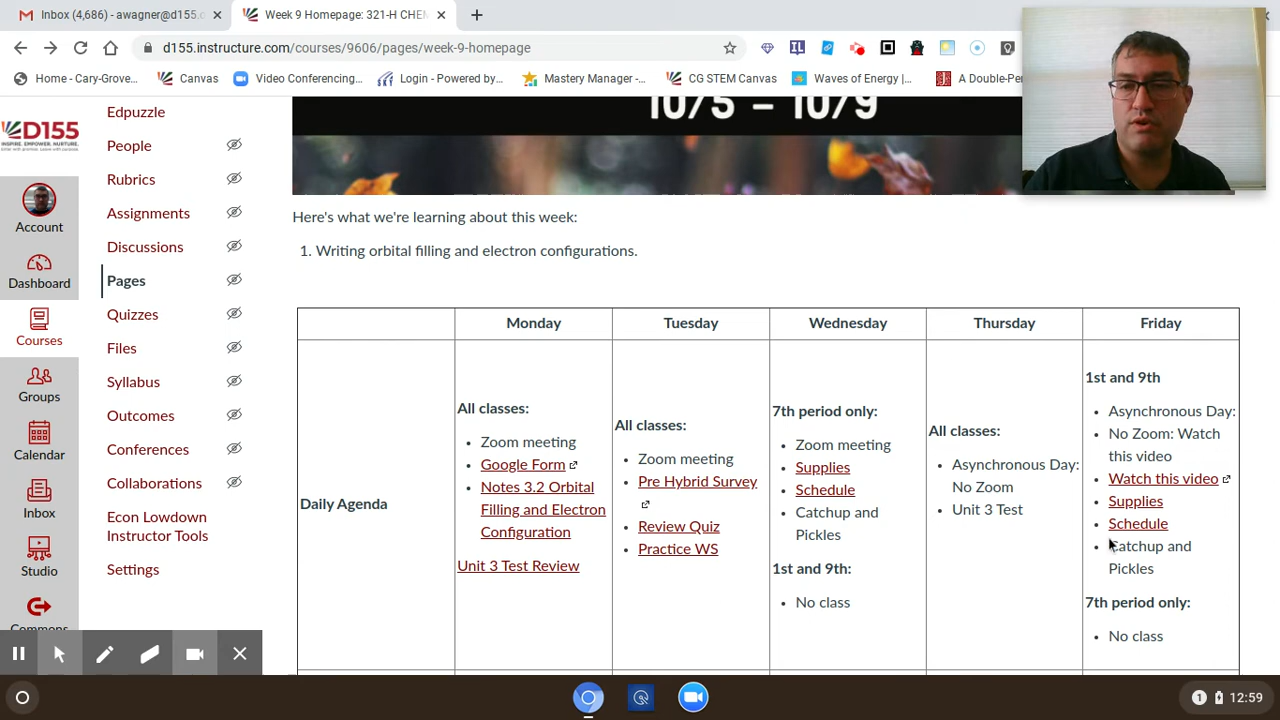 Inbox (4,686) - awagner@d155.c
Week 9 Homepage: 321-H CHEM
d155.instructure.com/courses/9606/pages/week-9-homepage
Home - Cary-Grove...
Canvas
Video Conferencing...
Login - Powered by...
Mastery Manager -...
CG STEM Canvas
Waves of Energy |...
A Double-Pe
D155
INSPIRE. EMPOWER. NURTURE.
Account
Dashboard
Courses
Groups
Calendar
Inbox
Studio
Commons
Edpuzzle
People
Rubrics
Assignments
Discussions
Pages
Quizzes
Files
Syllabus
Outcomes
Conferences
Collaborations
Econ Lowdown
Instructor Tools
Settings
10/5 - 10/9
Here's what we're learning about this week:
1. Writing orbital filling and electron configurations.
Monday
Tuesday
Wednesday
Thursday
Friday
Daily Agenda
All classes:
Zoom meeting
Google Form
Notes 3.2 Orbital
Filling and Electron
Configuration
Unit 3 Test Review
All classes:
Zoom meeting
Pre Hybrid Survey
Review Quiz
Practice WS
7th period only:
Zoom meeting
Supplies
Schedule
Catchup and
Pickles
1st and 9th:
No class
All classes:
Asynchronous Day:
No Zoom
Unit 3 Test
1st and 9th
Asynchronous Day:
No Zoom: Watch
this video
Watch this video
Supplies
Schedule
Catchup and
Pickles
7th period only:
No class
1
12:59